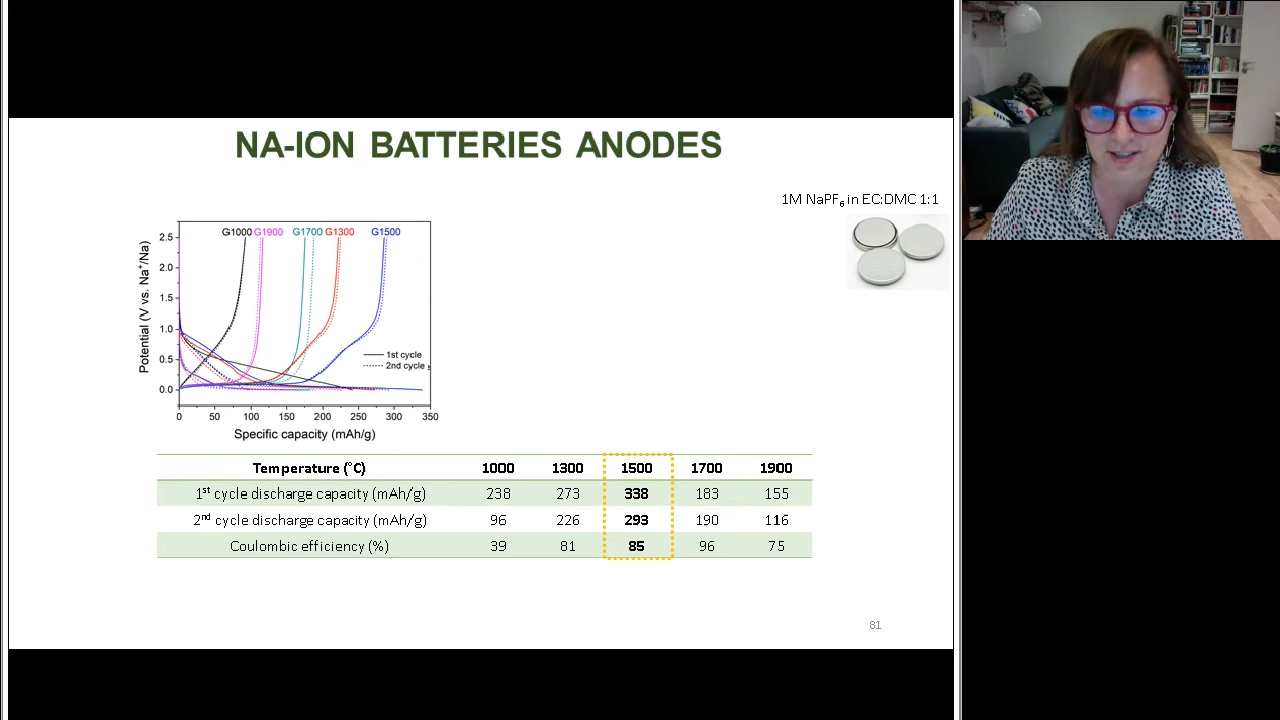 NA-ION BATTERIES ANODES
1M NaPF₆ in EC:DMC 1:1
G1000 G1900 G1700 G1300 G1500
Potential (V vs. Na⁺/Na)
2.5
2.0
1.5
1.0
0.5
0.0
1st cycle
2nd cycle
0 50 100 150 200 250 300 350
Specific capacity (mAh/g)
Temperature (°C) 1000 1300 1500 1700 1900
1st cycle discharge capacity (mAh/g) 238 273 338 183 155
2nd cycle discharge capacity (mAh/g) 96 226 293 190 116
Coulombic efficiency (%) 39 81 85 96 75
81